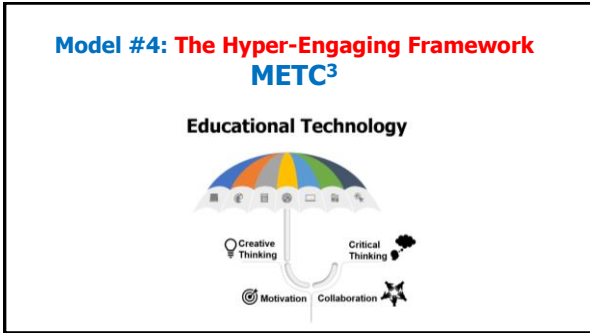 Model #4: The Hyper-Engaging Framework
METC³
Educational Technology
Creative
Thinking
Critical
Thinking
Motivation
Collaboration